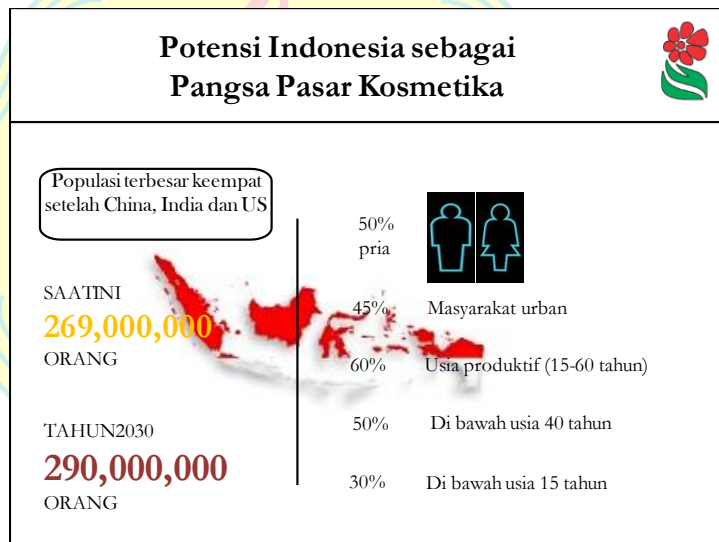 Potensi Indonesia sebagai
Pangsa Pasar Kosmetika
Populasi terbesar keempat
setelah China, India dan US
SAATINI
269,000,000
ORANG
TAHUN2030
290,000,000
ORANG
50%
pria
45% Masyarakat urban
60% Usia produktif (15-60 tahun)
50% Di bawah usia 40 tahun
30% Di bawah usia 15 tahun